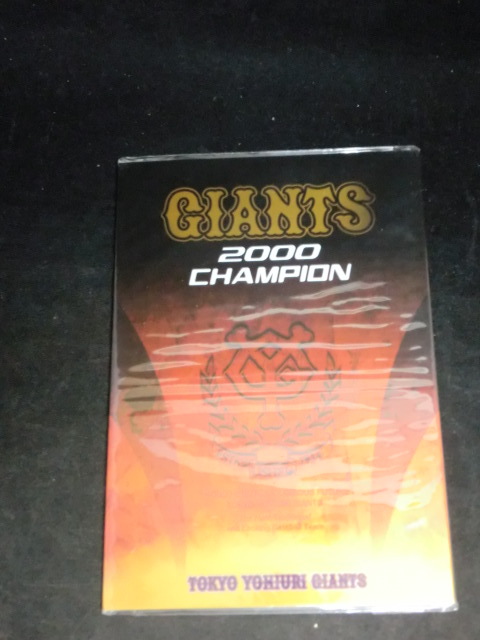 GIANTS
2000
CHAMPION
TOKYO YOMIURI GIANTS